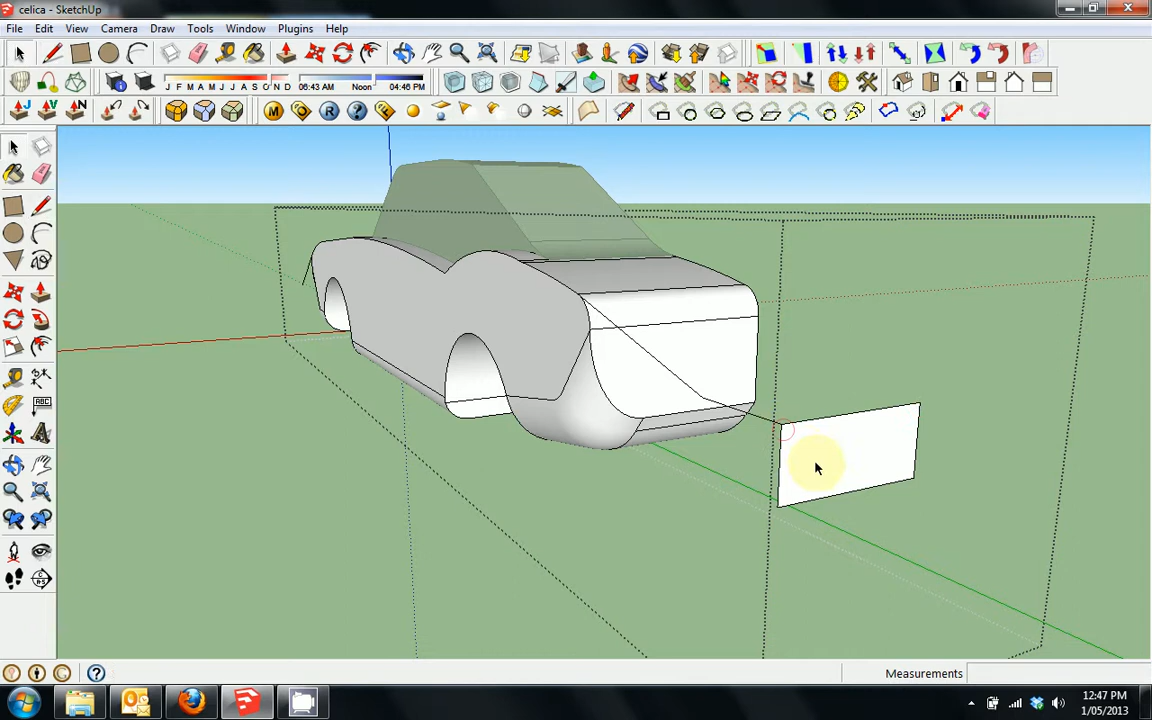 celica - SketchUp
File Edit View Camera Draw Tools Window Plugins Help
J F M A M J J A S O N D 06:43 AM Noon 04:46 PM
J V N M O R ? F
ABC
Measurements
12:47 PM
1/05/2013